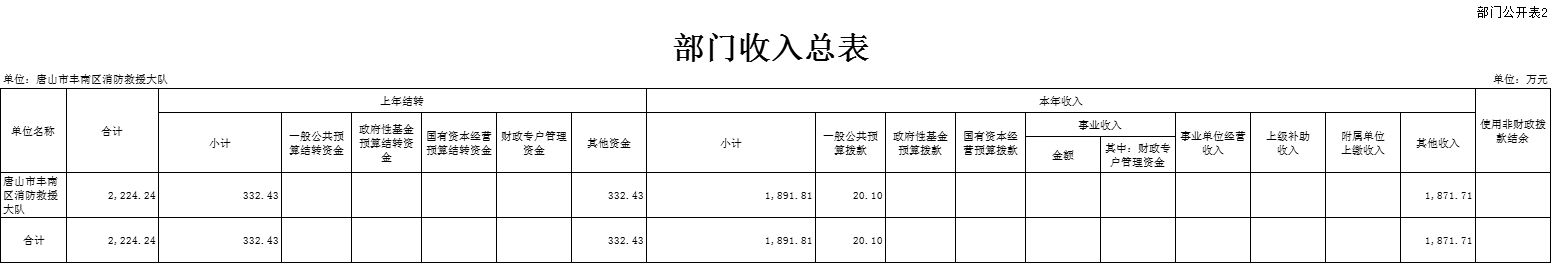 部门公开表2
部门收入总表
单位: 唐山市丰南区消防救援大队
单位: 万元
单位名称
合计
上年结转
本年收入
使用非财政拨
款结余
小计
一般公共预
算结转资金
政府性基金
预算结转资
金
国有资本经营
预算结转资金
财政专户管理
资金
其他资金
小计
一般公共预
算拨款
政府性基金
预算拨款
国有资本经
营预算拨款
事业收入
金额
其中: 财政专
户管理资金
事业单位经营
收入
上级补助
收入
附属单位
上缴收入
其他收入
唐山市丰南
区消防救援
大队
2,224.24
332.43
332.43
1,891.81
20.10
1,871.71
合计
2,224.24
332.43
332.43
1,891.81
20.10
1,871.71